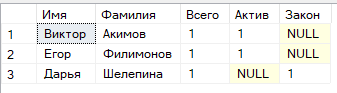 Имя Фамилия Всего Актив Закон
1 Виктор Акимов 1 1 NULL
2 Егор Филимонов 1 1 NULL
3 Дарья Шелепина 1 NULL 1